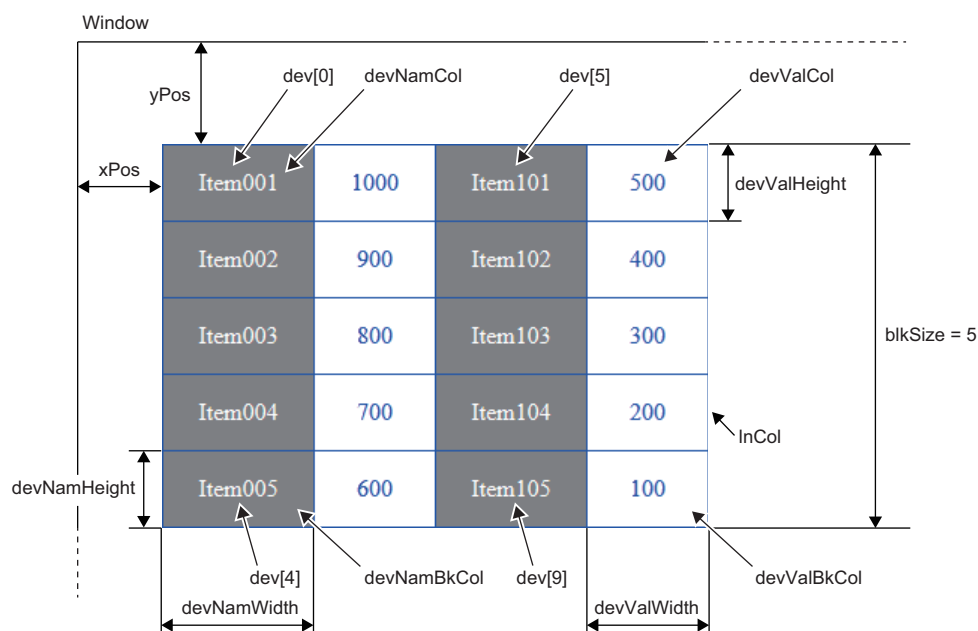 Window
dev[0]
devNamCol
dev[5]
devValCol
yPos
xPos
Item001 1000 Item101 500
devValHeight
Item002 900 Item102 400
Item003 800 Item103 300
blkSize = 5
Item004 700 Item104 200
lnCol
devNamHeight
Item005 600 Item105 100
dev[4]
devNamBkCol
dev[9]
devValBkCol
devNamWidth
devValWidth